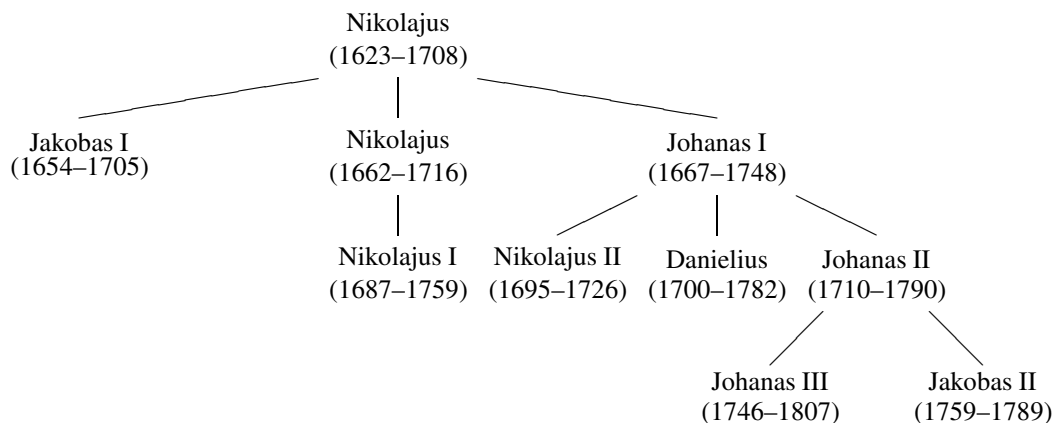 Nikolajus
(1623–1708)
Jakobas I
(1654–1705)
Nikolajus
(1662–1716)
Johanas I
(1667–1748)
Nikolajus I
(1687–1759)
Nikolajus II
(1695–1726)
Danielius
(1700–1782)
Johanas II
(1710–1790)
Johanas III
(1746–1807)
Jakobas II
(1759–1789)